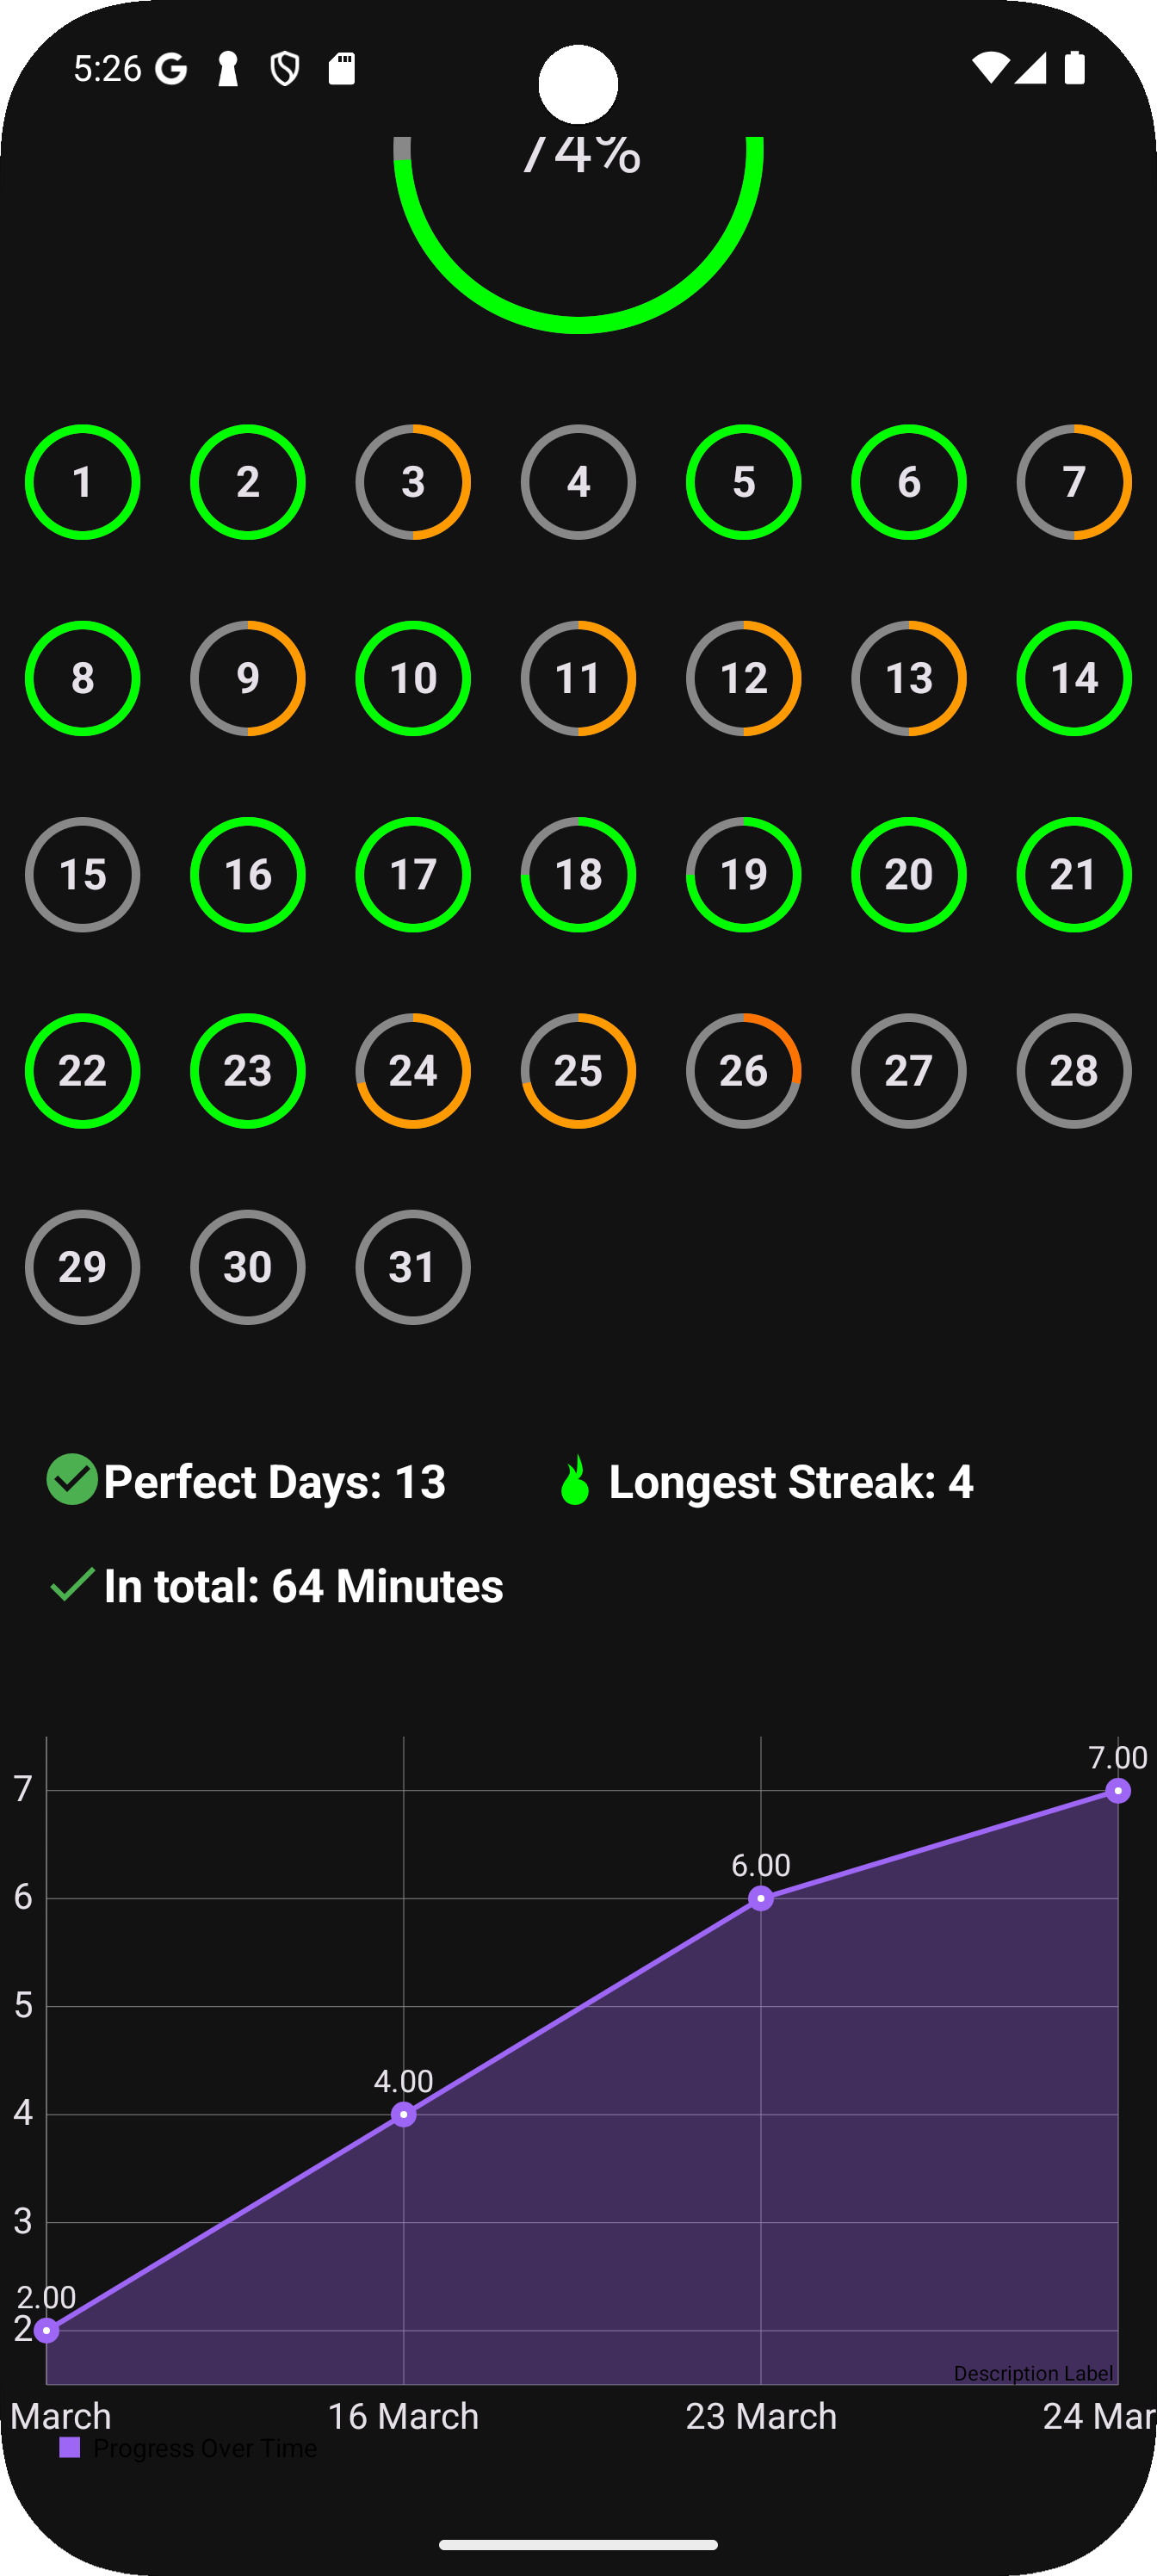 5:26
74%
1 2 3 4 5 6 7
8 9 10 11 12 13 14
15 16 17 18 19 20 21
22 23 24 25 26 27 28
29 30 31
Perfect Days: 13 Longest Streak: 4
In total: 64 Minutes
7.00
7
6.00
6
5
4.00
4
3
2.00
2
Description Label
March 16 March 23 March 24 Mar
Progress Over Time